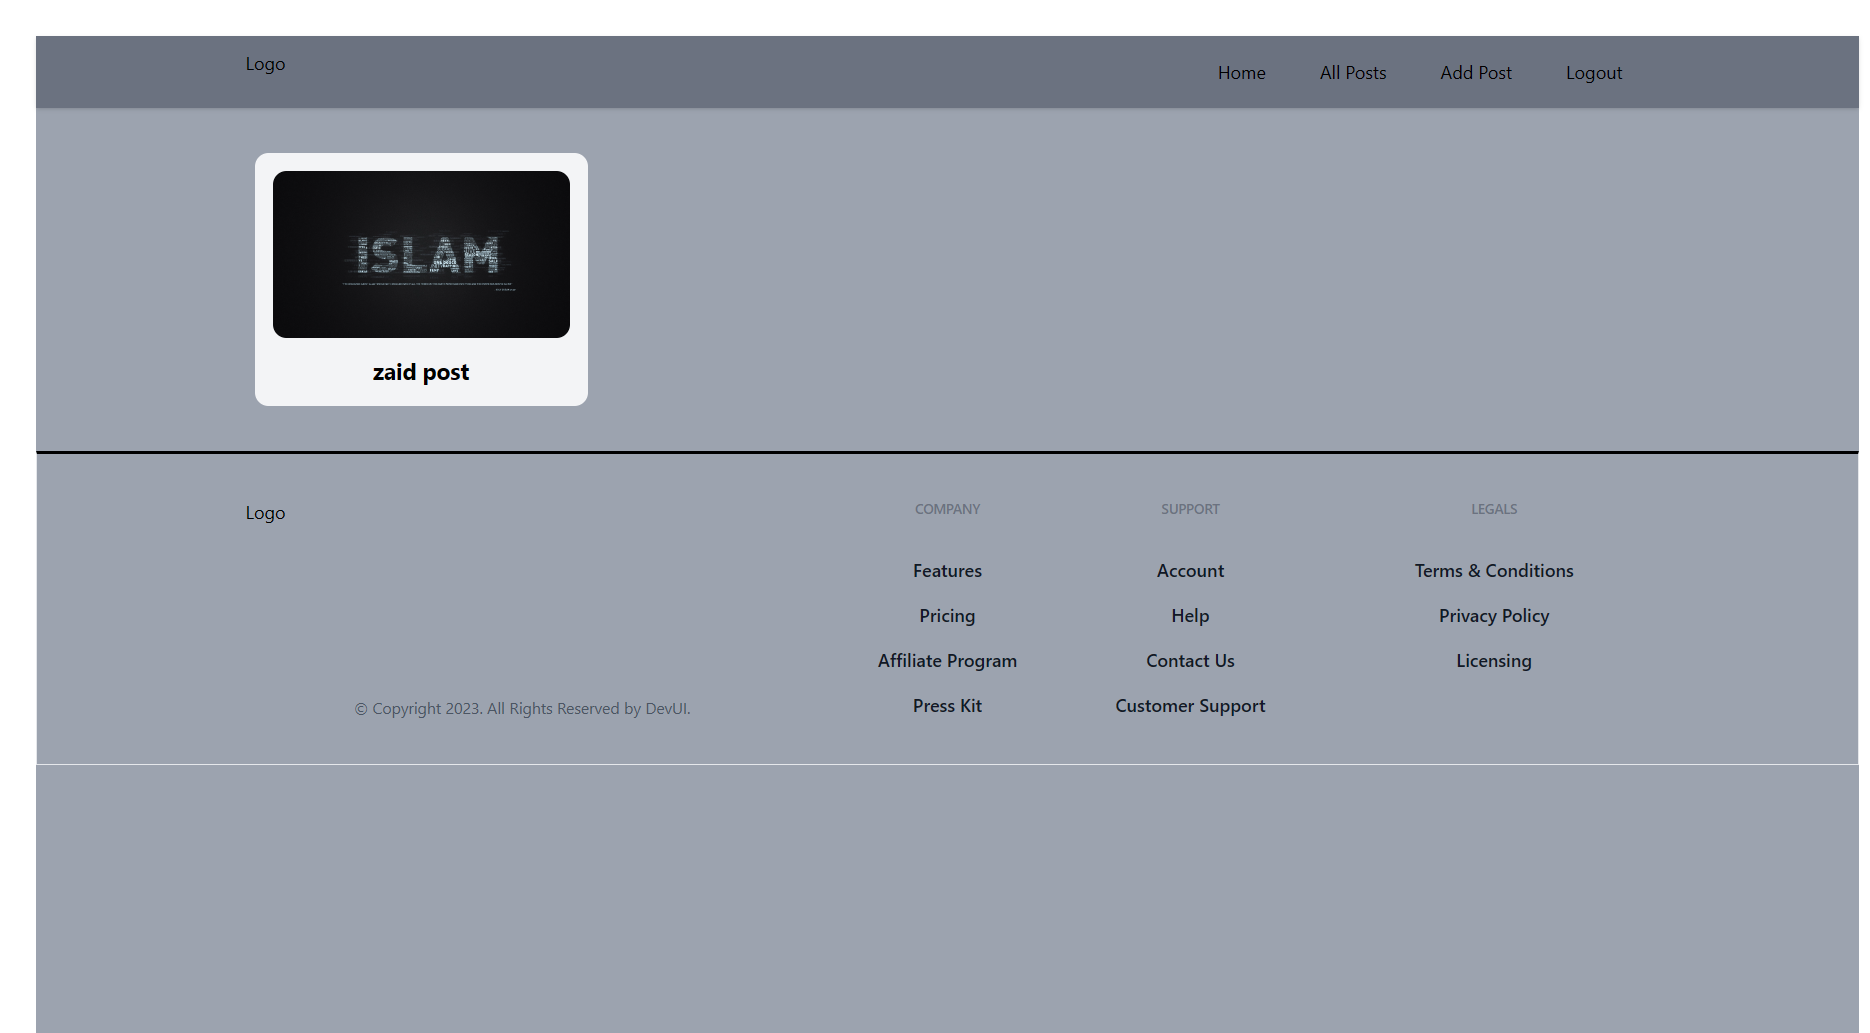 Logo
Home All Posts Add Post Logout
ISLAM
zaid post
Logo
© Copyright 2023. All Rights Reserved by DevUI.
COMPANY
Features
Pricing
Affiliate Program
Press Kit
SUPPORT
Account
Help
Contact Us
Customer Support
LEGALS
Terms & Conditions
Privacy Policy
Licensing